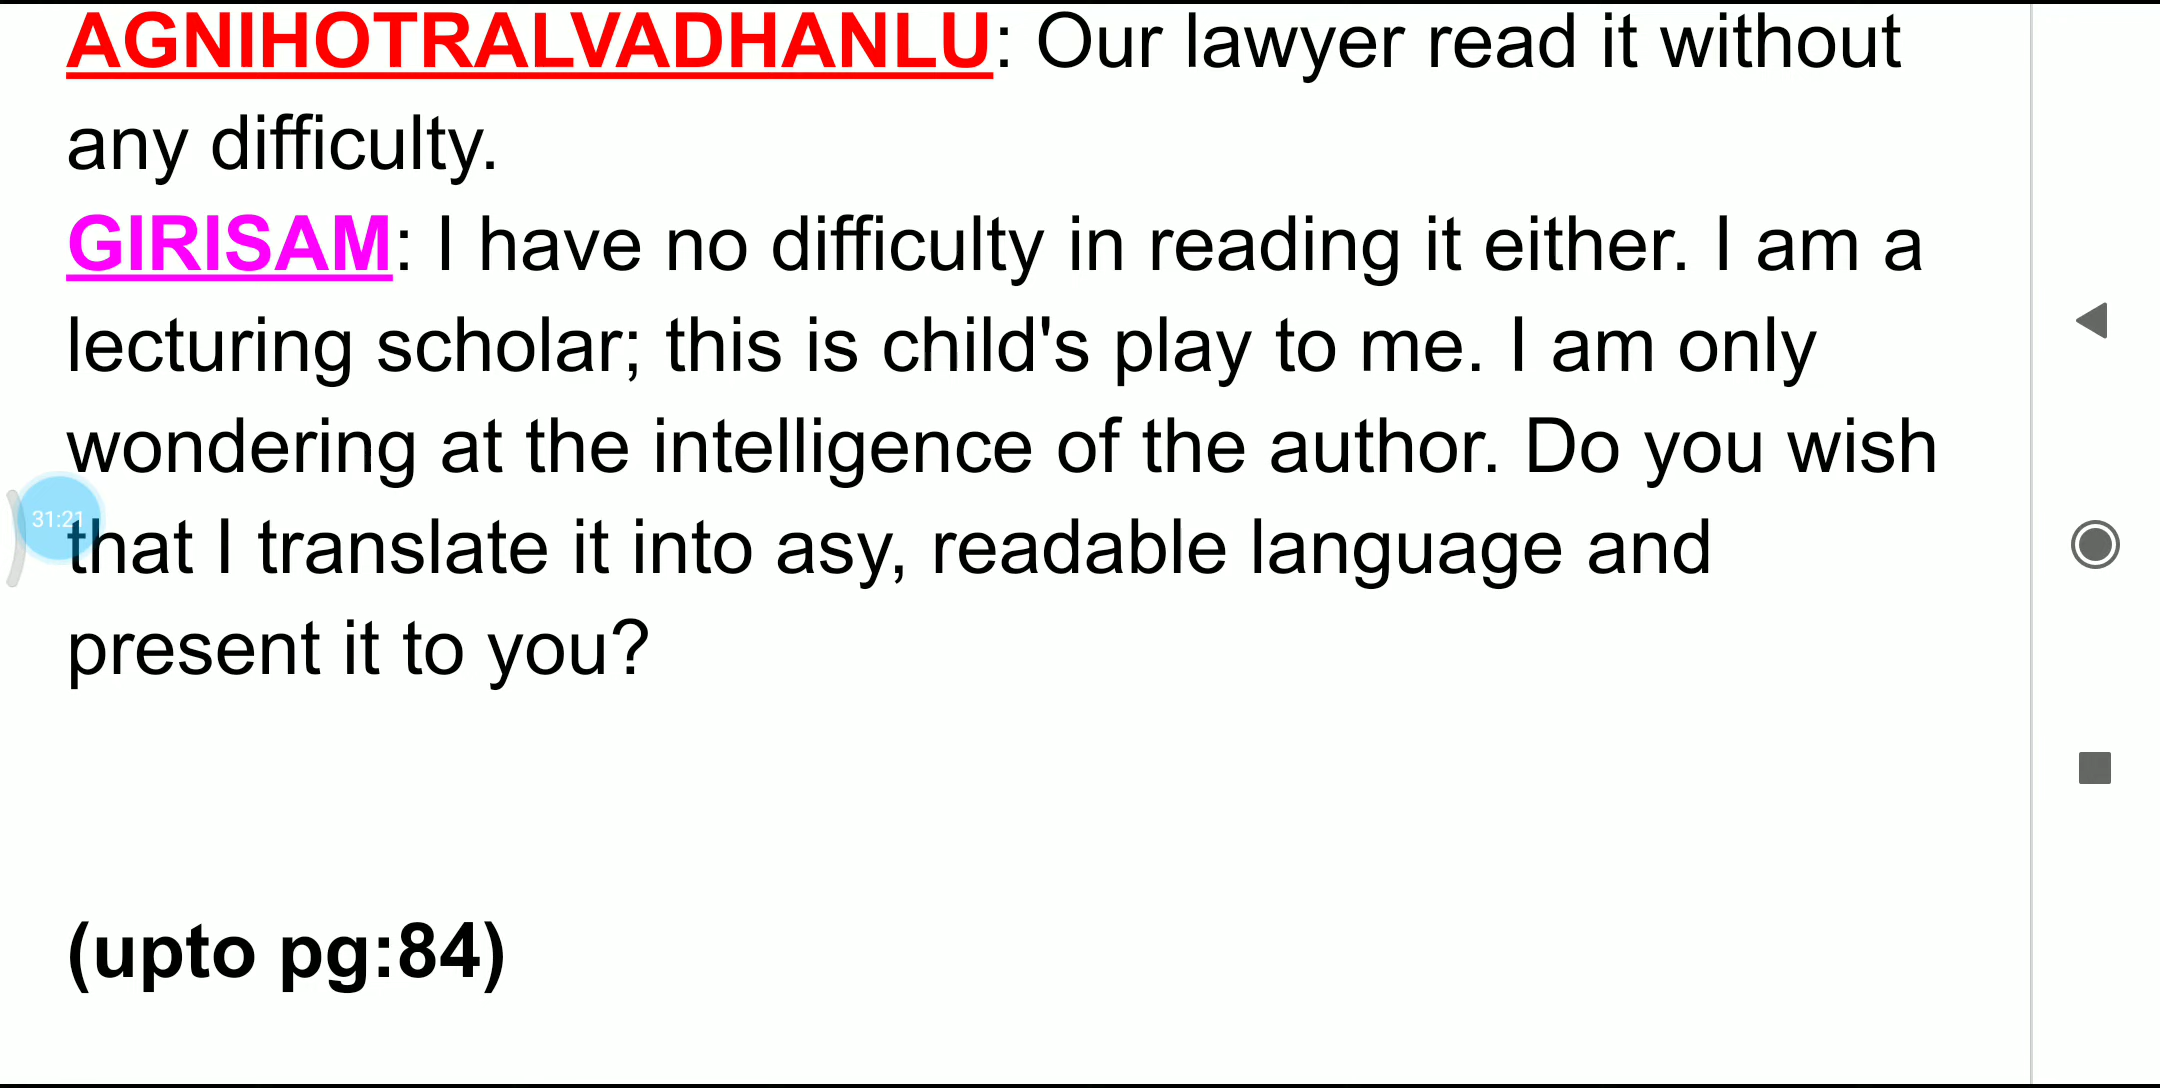 AGNIHOTRALVADHANLU: Our lawyer read it without
any difficulty.
GIRISAM: I have no difficulty in reading it either. I am a
lecturing scholar; this is child's play to me. I am only
wondering at the intelligence of the author. Do you wish
31:21
that I translate it into asy, readable language and
present it to you?
(upto pg:84)